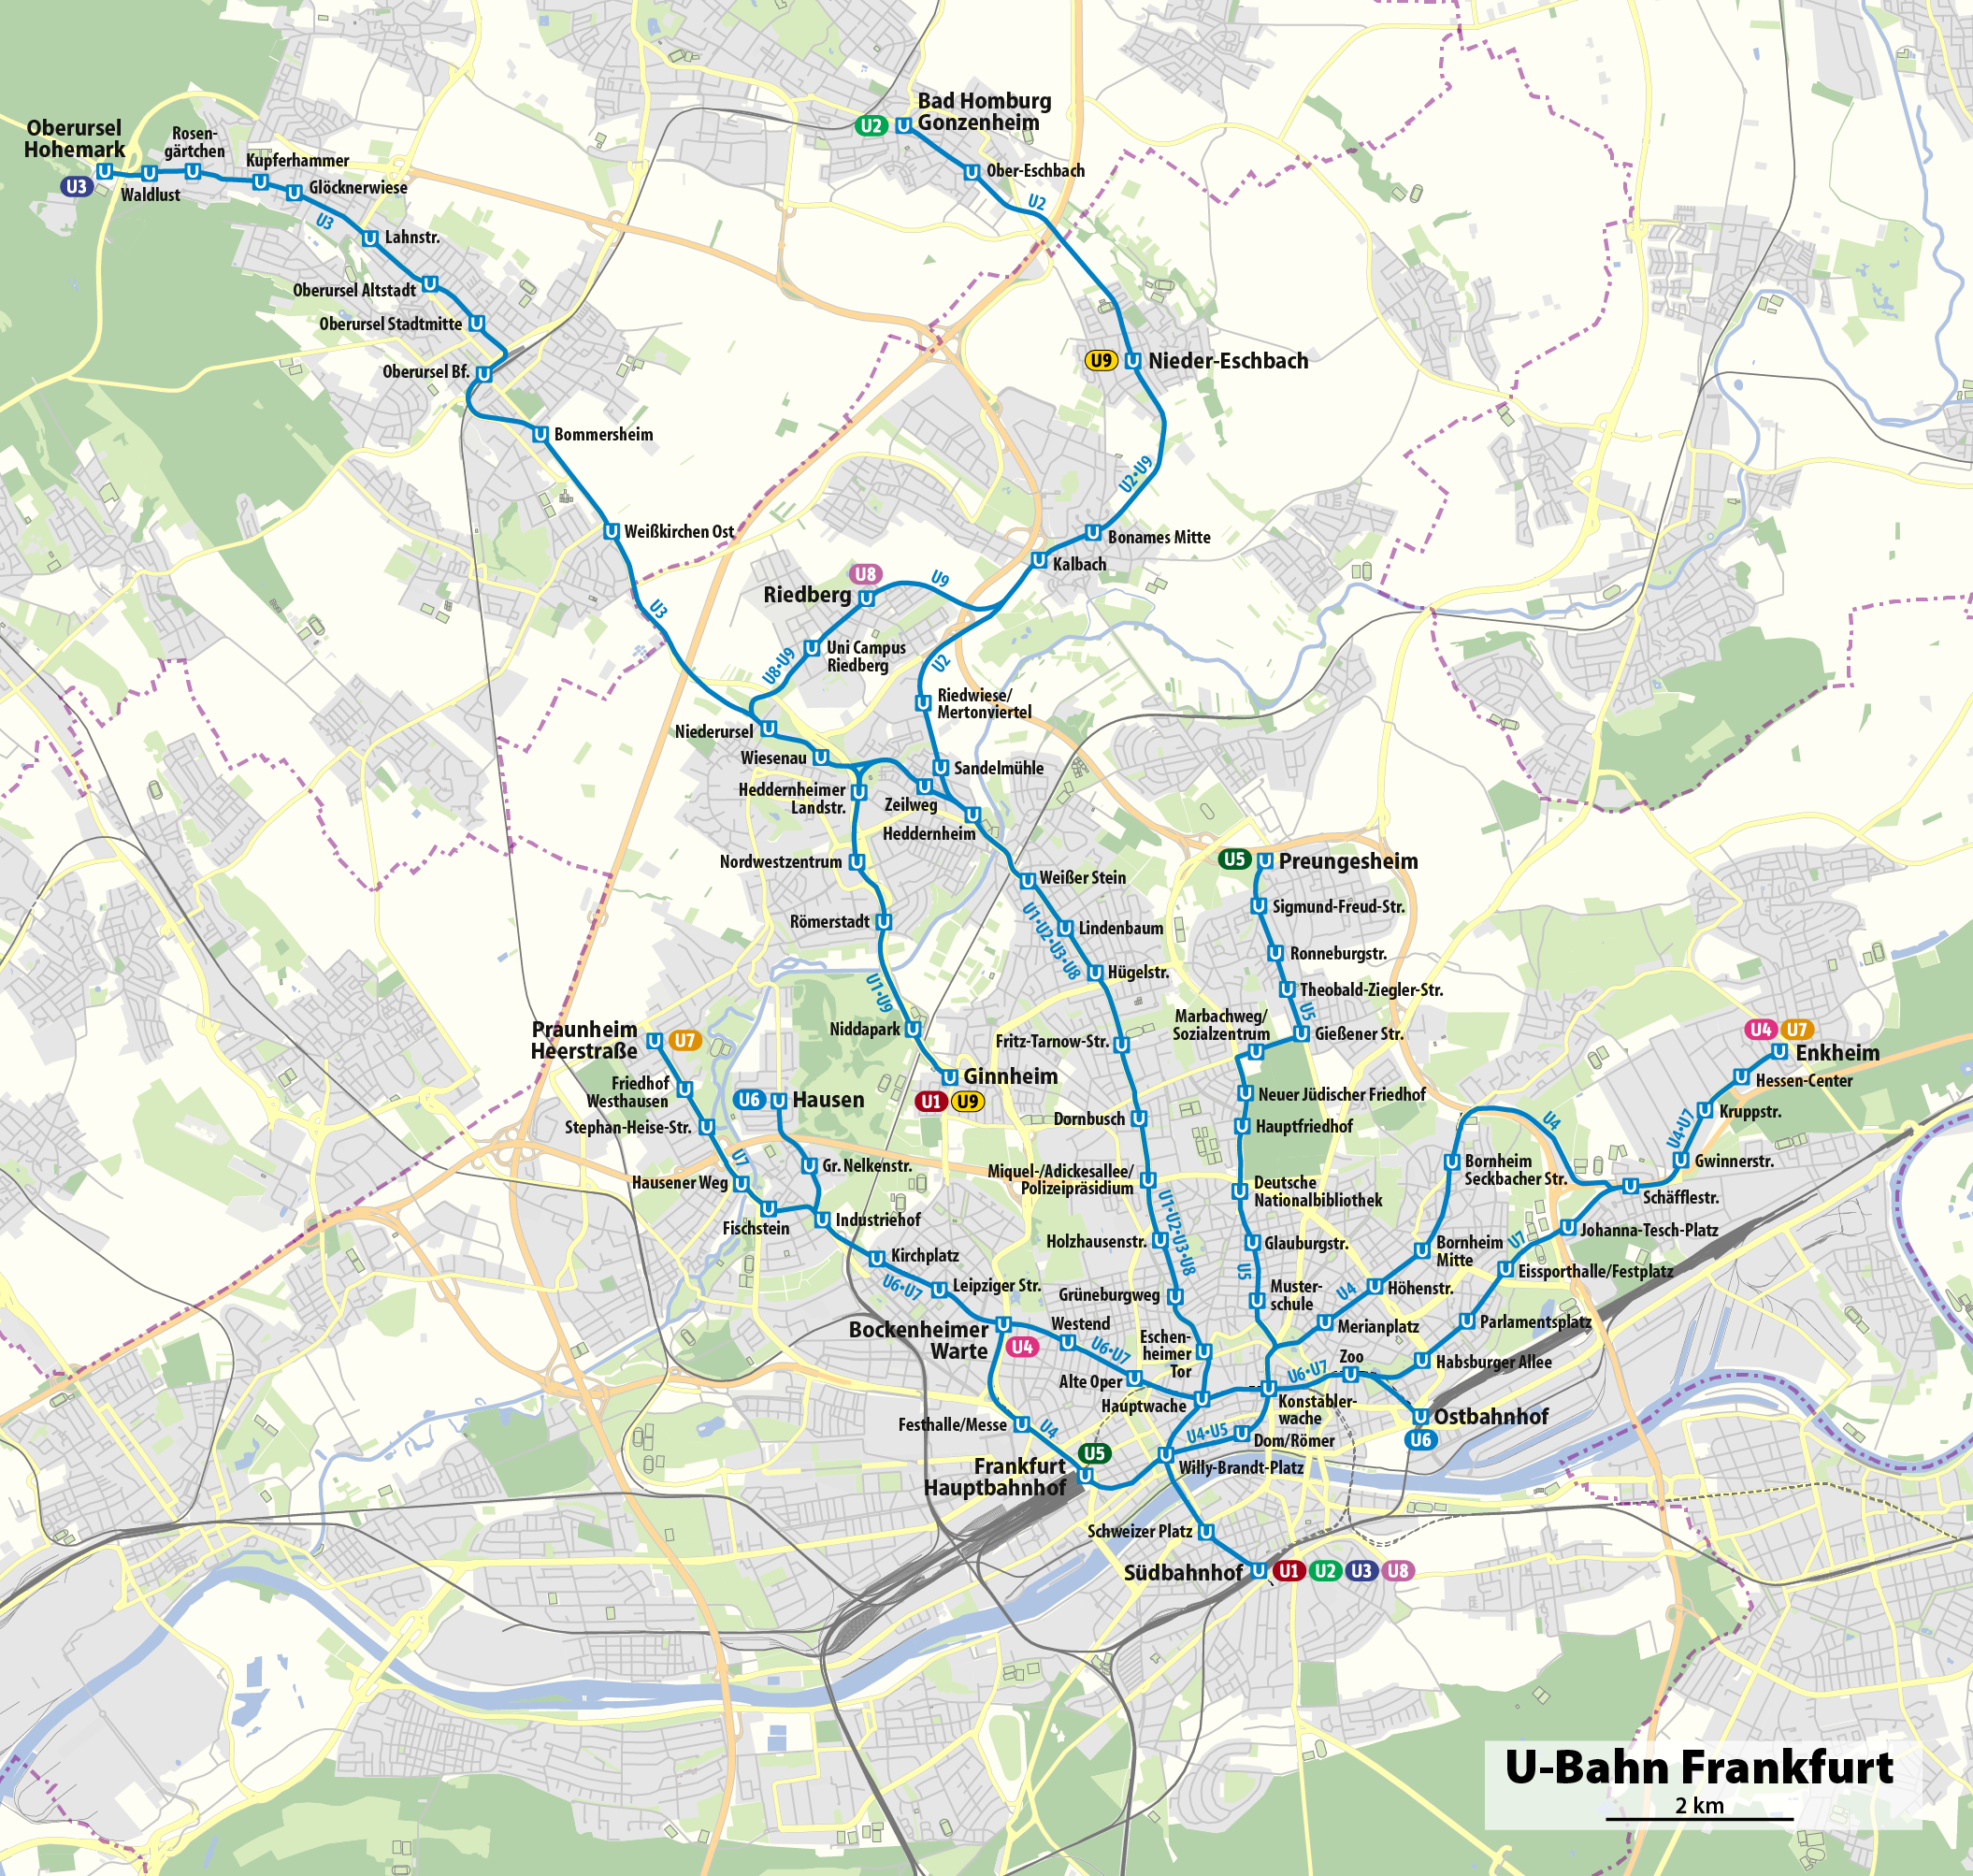 Bad Homburg
Gonzenheim
U2
Oberursel
Hohemark
U3
Rosen-
gärtchen
Waldlust
Kupferhammer
Glöcknerwiese
U3
Ober-Eschbach
U2
Lahnstr.
Oberursel Altstadt
Oberursel Stadtmitte
Oberursel Bf.
U9
Nieder-Eschbach
Bommersheim
U2•U9
Weißkirchen Ost
Bonames Mitte
Kalbach
U8
Riedberg
U9
U3
Uni Campus
Riedberg
U8•U9
U2
Riedwiese/
Mertonviertel
Niederursel
Wiesenau
Sandelmühle
Heddernheimer
Landstr.
Zeilweg
Heddernheim
Nordwestzentrum
Weißer Stein
U5
Preungesheim
Römerstadt
Lindenbaum
U1•U2•U3•U8
Sigmund-Freud-Str.
Hügelstr.
Ronneburgstr.
Theobald-Ziegler-Str.
U1•U9
U5
Praunheim
Heerstraße
U7
Niddapark
Fritz-Tarnow-Str.
Marbachweg/
Sozialzentrum
Gießener Str.
U4
U7
Enkheim
Ginnheim
U1
U9
Friedhof
Westhausen
U6
Hausen
Hessen-Center
Neuer Jüdischer Friedhof
Stephan-Heise-Str.
Dornbusch
Hauptfriedhof
Kruppstr.
U4
U4•U7
U7
Gr. Nelkenstr.
Hausener Weg
Miquel-/Adickesallee/
Polizeipräsidium
Deutsche
Nationalbibliothek
Bornheim
Seckbacher Str.
Gwinnerstr.
Schäfflestr.
Fischstein
Industriehof
U1•U2•U3•U8
Holzhausenstr.
Glauburgstr.
Bornheim
Mitte
Johanna-Tesch-Platz
U7
Kirchplatz
U6•U7
Leipziger Str.
U5
Eissporthalle/Festplatz
Grüneburgweg
Muster-
schule
U4
Höhenstr.
Bockenheimer
Warte
U4
Westend
U6•U7
Eschen-
heimer
Tor
Merianplatz
Parlamentsplatz
Alte Oper
U6•U7
Zoo
Habsburger Allee
Hauptwache
Konstabler-
wache
Festhalle/Messe
U4
U4•U5
Dom/Römer
Ostbahnhof
U6
U5
Frankfurt
Hauptbahnhof
Willy-Brandt-Platz
Schweizer Platz
Südbahnhof
U1
U2
U3
U8
U-Bahn Frankfurt
2 km